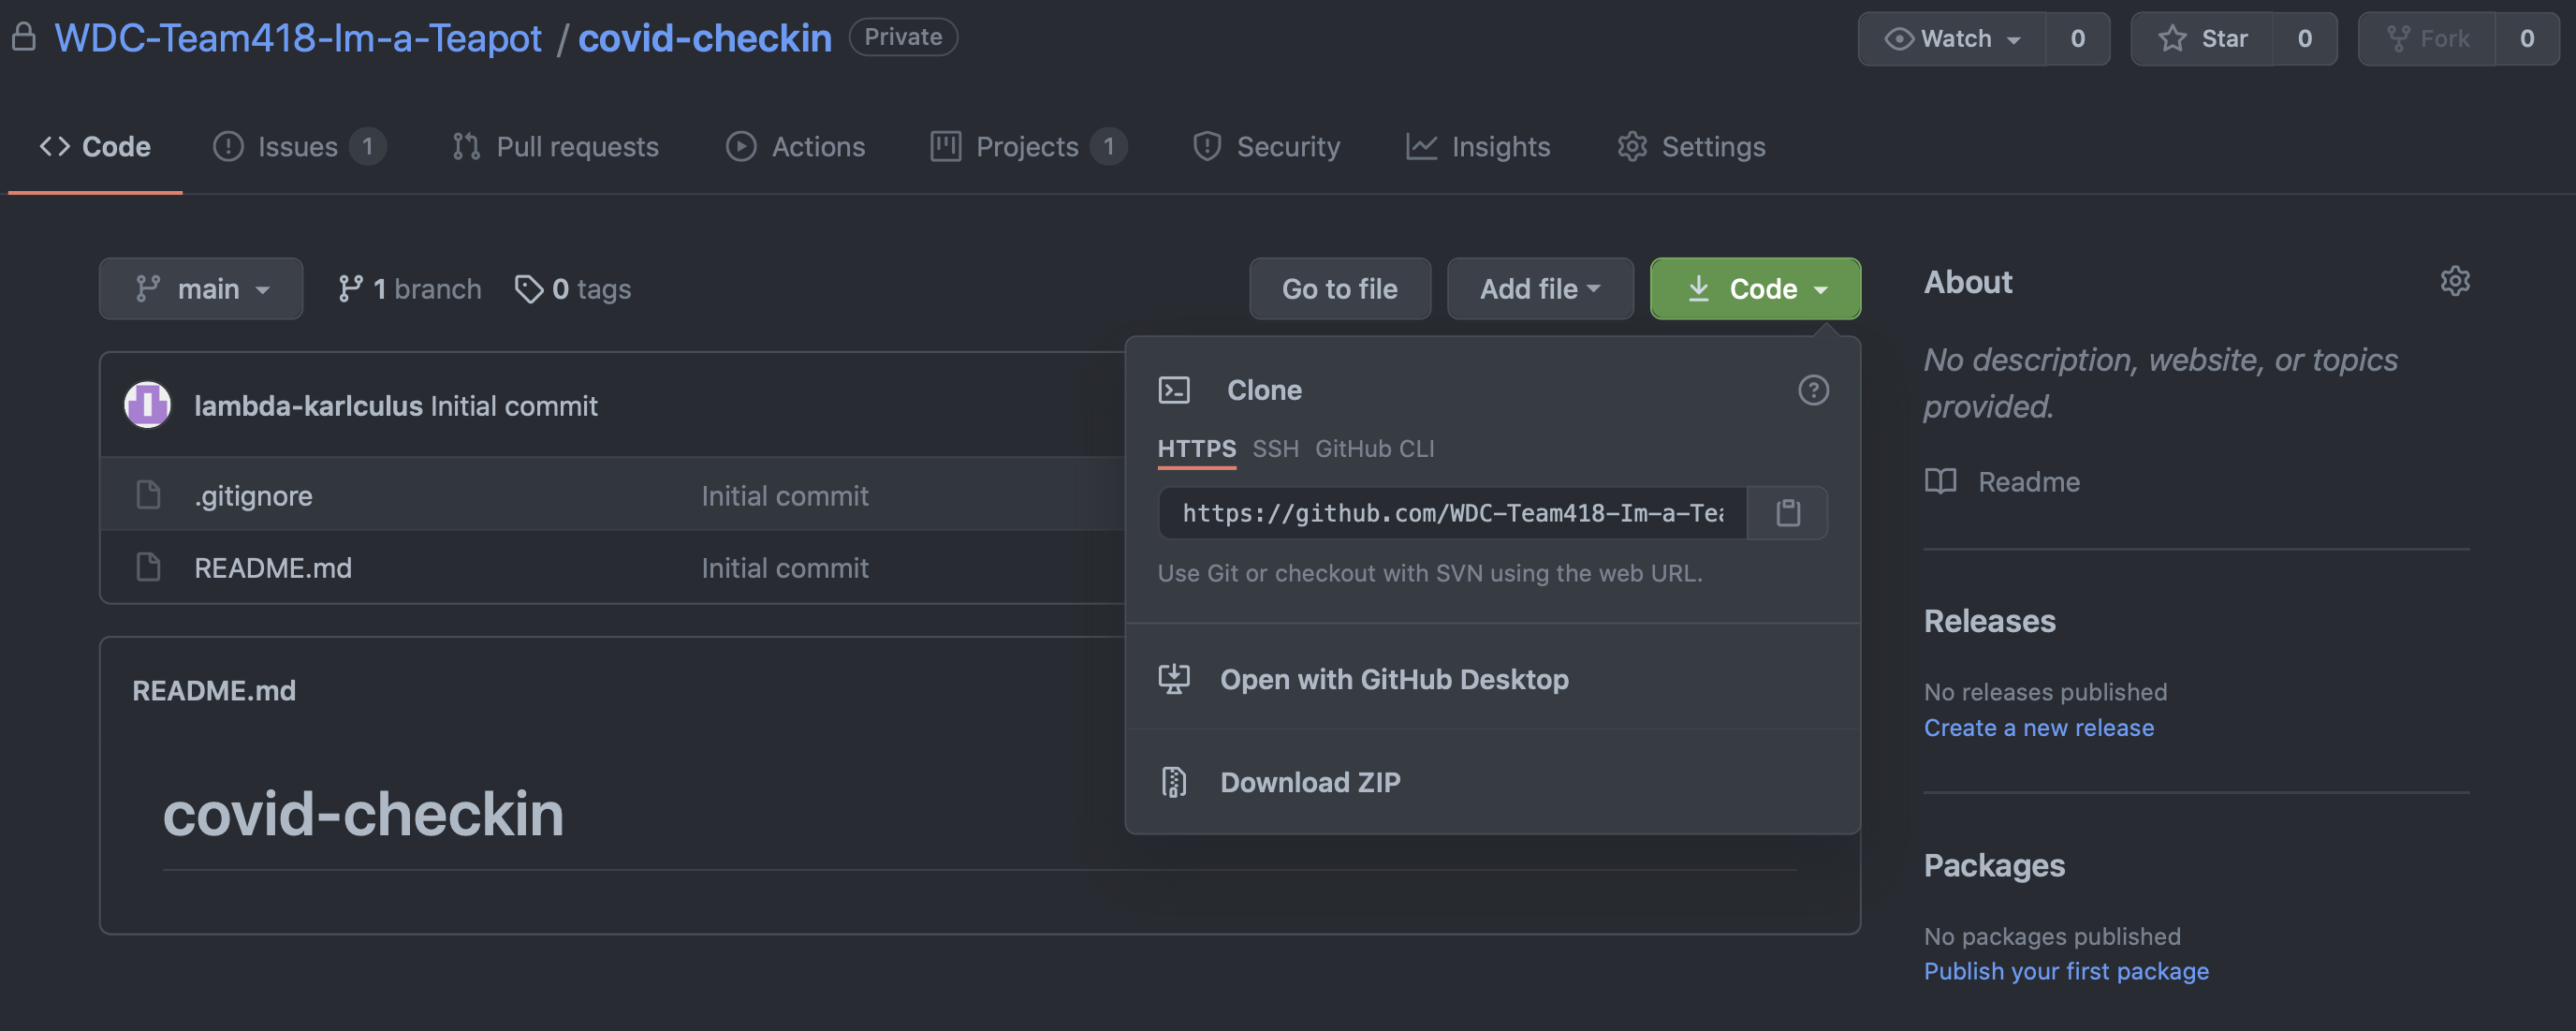 WDC-Team418-Im-a-Teapot / covid-checkin Private
Watch 0 Star 0 Fork 0
Code Issues 1 Pull requests Actions Projects 1 Security Insights Settings
main 1 branch 0 tags Go to file Add file Code
lambda-karlculus Initial commit
.gitignore Initial commit
README.md Initial commit
Clone
HTTPS SSH GitHub CLI
https://github.com/WDC-Team418-Im-a-Tea
Use Git or checkout with SVN using the web URL.
Open with GitHub Desktop
Download ZIP
README.md
covid-checkin
About
No description, website, or topics
provided.
Readme
Releases
No releases published
Create a new release
Packages
No packages published
Publish your first package